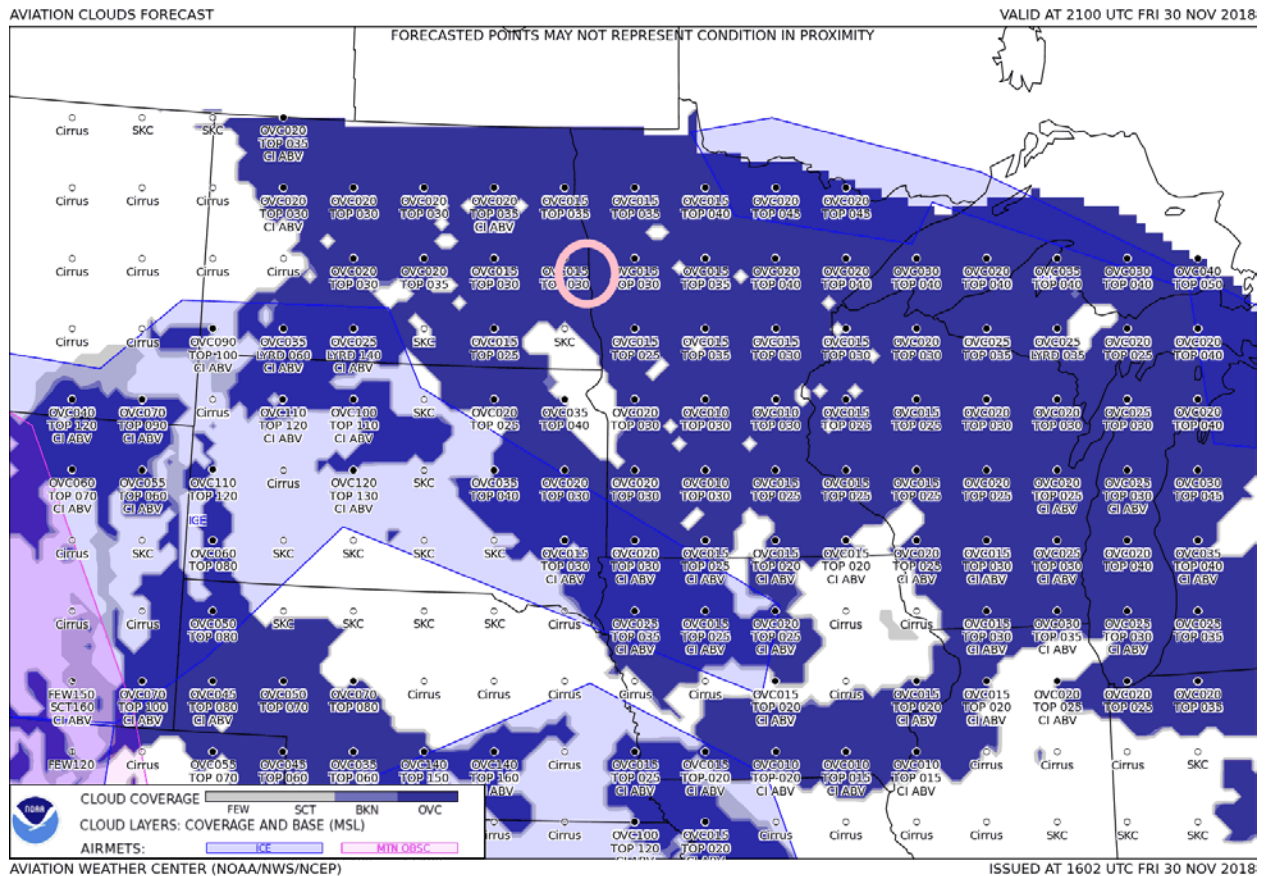 AVIATION CLOUDS FORECAST VALID AT 2100 UTC FRI 30 NOV 2018
FORECASTED POINTS MAY NOT REPRESENT CONDITION IN PROXIMITY
Cirrus SKC SKC OVC020
TOP 035
CI ABV
Cirrus Cirrus Cirrus OVC020 OVC020 OVC020 OVC020 OVC015 OVC015 OVC015 OVC020 OVC020
TOP 030 TOP 030 TOP 030 TOP 035 TOP 035 TOP 035 TOP 040 TOP 045 TOP 045
CI ABV CI ABV
Cirrus Cirrus Cirrus Cirrus OVC020 OVC020 OVC015 OVC015 OVC015 OVC015 OVC020 OVC020 OVC030 OVC020 OVC035 OVC030 OVC040
TOP 030 TOP 035 TOP 030 TOP 030 TOP 030 TOP 035 TOP 040 TOP 040 TOP 040 TOP 040 TOP 040 TOP 040 TOP 050
Cirrus Cirrus OVC090 OVC035 OVC025 SKC OVC015 SKC OVC015 OVC015 OVC015 OVC015 OVC020 OVC025 OVC025 OVC020 OVC020
TOP 100 LYRD 060 LYRD 140 TOP 025 TOP 025 TOP 035 TOP 030 TOP 030 TOP 030 TOP 035 LYRD 035 TOP 025 TOP 040
CI ABV CI ABV CI ABV
OVC040 OVC070 Cirrus OVC110 OVC100 SKC OVC020 OVC035 OVC020 OVC010 OVC010 OVC015 OVC015 OVC020 OVC020 OVC025 OVC020
TOP 120 TOP 090 TOP 120 TOP 110 TOP 025 TOP 040 TOP 030 TOP 030 TOP 030 TOP 025 TOP 025 TOP 030 TOP 030 TOP 030 TOP 040
CI ABV CI ABV CI ABV CI ABV
OVC060 OVC055 OVC110 Cirrus OVC120 SKC OVC035 OVC020 OVC020 OVC010 OVC015 OVC015 OVC015 OVC020 OVC020 OVC025 OVC030
TOP 070 TOP 060 TOP 120 TOP 130 TOP 040 TOP 030 TOP 030 TOP 030 TOP 025 TOP 025 TOP 025 TOP 025 TOP 025 TOP 030 TOP 045
CI ABV CI ABV CI ABV CI ABV CI ABV
ICE
Cirrus SKC OVC060 SKC SKC SKC SKC OVC015 OVC020 OVC015 OVC015 OVC015 OVC020 OVC015 OVC025 OVC020 OVC035
TOP 080 TOP 030 TOP 030 TOP 025 TOP 020 TOP 020 TOP 025 TOP 030 TOP 030 TOP 040 TOP 040
CI ABV CI ABV CI ABV CI ABV CI ABV CI ABV CI ABV CI ABV CI ABV
Cirrus Cirrus OVC050 SKC SKC SKC SKC Cirrus OVC025 OVC015 OVC020 Cirrus Cirrus OVC015 OVC030 OVC025 OVC025
TOP 080 TOP 035 TOP 025 TOP 025 TOP 030 TOP 035 TOP 030 TOP 035
CI ABV CI ABV CI ABV CI ABV CI ABV CI ABV
FEW150 OVC070 OVC045 OVC050 OVC070 Cirrus Cirrus Cirrus Cirrus Cirrus OVC015 Cirrus OVC015 OVC015 OVC020 OVC020 OVC020
SCT160 TOP 100 TOP 080 TOP 070 TOP 080 TOP 020 TOP 020 TOP 020 TOP 025 TOP 025 TOP 035
CI ABV CI ABV CI ABV CI ABV CI ABV CI ABV CI ABV
FEW120 Cirrus OVC055 OVC045 OVC035 OVC140 OVC140 Cirrus OVC015 OVC015 OVC010 OVC010 OVC010 Cirrus Cirrus Cirrus SKC
TOP 070 TOP 060 TOP 060 TOP 150 TOP 160 TOP 025 TOP 020 TOP 020 TOP 015 TOP 015
CI ABV CI ABV CI ABV CI ABV CI ABV
Cirrus OVC100 OVC015 Cirrus Cirrus Cirrus Cirrus SKC SKC SKC
TOP 120 TOP 020
CI ABV CI ABV
NOAA
CLOUD COVERAGE
FEW SCT BKN OVC
CLOUD LAYERS: COVERAGE AND BASE (MSL)
AIRMETS: ICE MTN OBSC
AVIATION WEATHER CENTER (NOAA/NWS/NCEP) ISSUED AT 1602 UTC FRI 30 NOV 2018